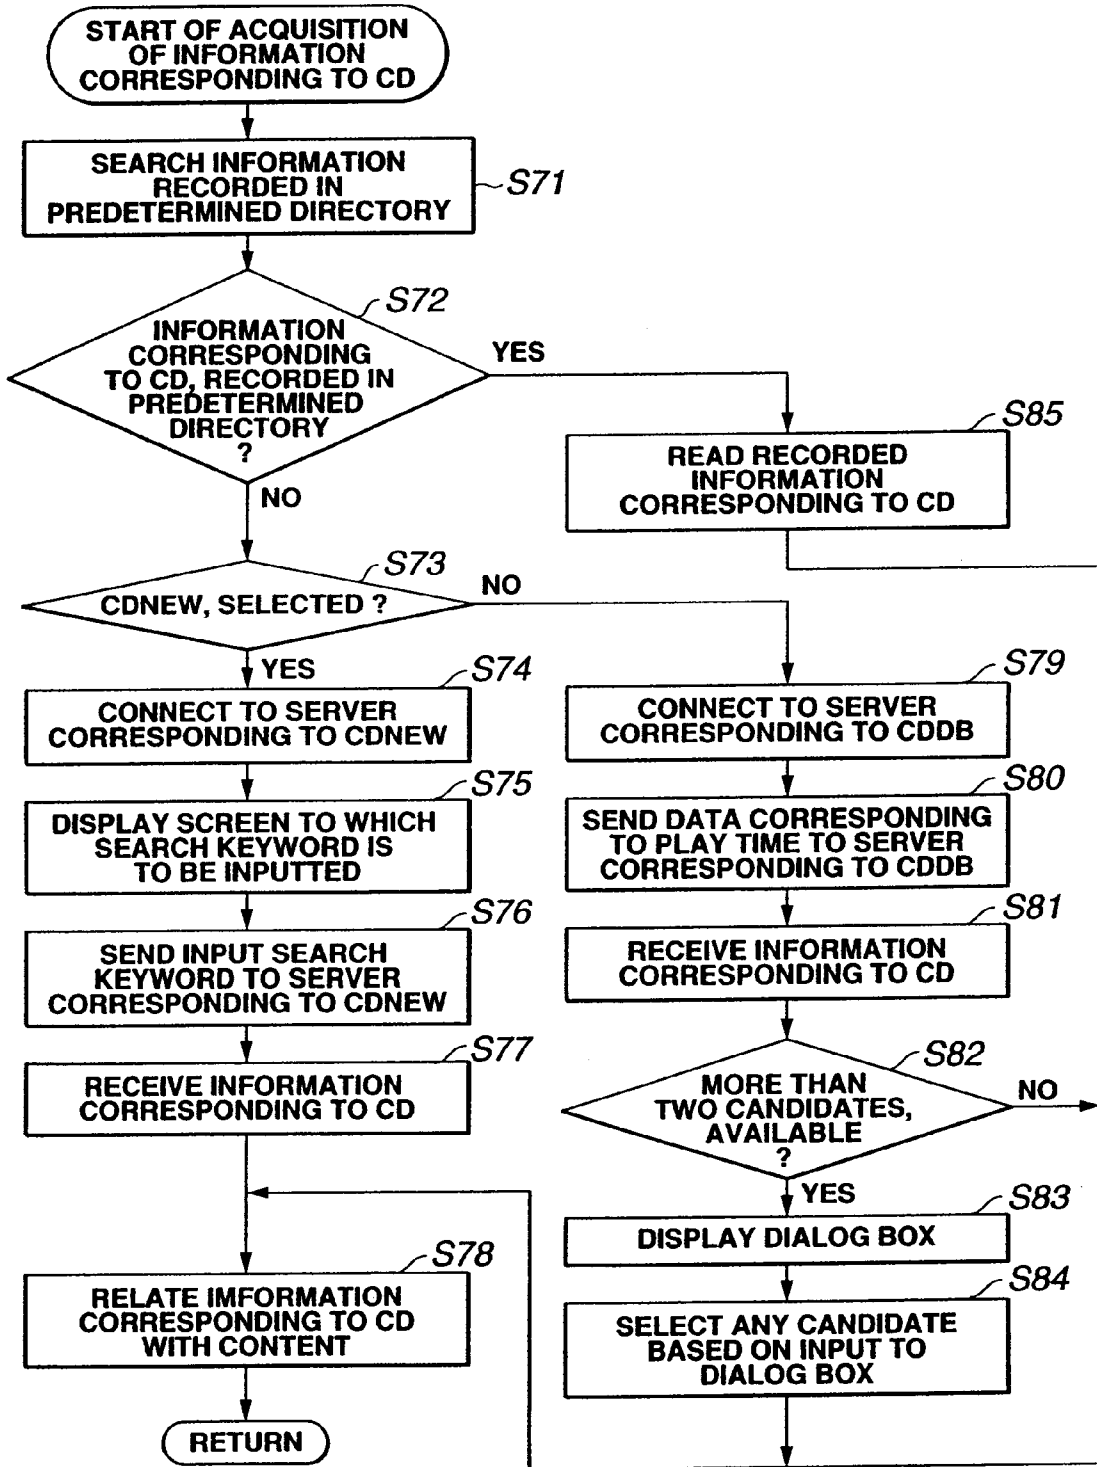 START OF ACQUISITION
OF INFORMATION
CORRESPONDING TO CD
SEARCH INFORMATION
RECORDED IN
PREDETERMINED DIRECTORY
S71
S72
INFORMATION
CORRESPONDING
TO CD, RECORDED IN
PREDETERMINED
DIRECTORY
?
YES
NO
S85
READ RECORDED
INFORMATION
CORRESPONDING TO CD
S73
CDNEW, SELECTED ?
NO
YES
S74
CONNECT TO SERVER
CORRESPONDING TO CDNEW
S75
DISPLAY SCREEN TO WHICH
SEARCH KEYWORD IS
TO BE INPUTTED
S76
SEND INPUT SEARCH
KEYWORD TO SERVER
CORRESPONDING TO CDNEW
S77
RECEIVE INFORMATION
CORRESPONDING TO CD
S78
RELATE IMFORMATION
CORRESPONDING TO CD
WITH CONTENT
RETURN
S79
CONNECT TO SERVER
CORRESPONDING TO CDDB
S80
SEND DATA CORRESPONDING
TO PLAY TIME TO SERVER
CORRESPONDING TO CDDB
S81
RECEIVE INFORMATION
CORRESPONDING TO CD
S82
MORE THAN
TWO CANDIDATES,
AVAILABLE
?
NO
YES
S83
DISPLAY DIALOG BOX
S84
SELECT ANY CANDIDATE
BASED ON INPUT TO
DIALOG BOX